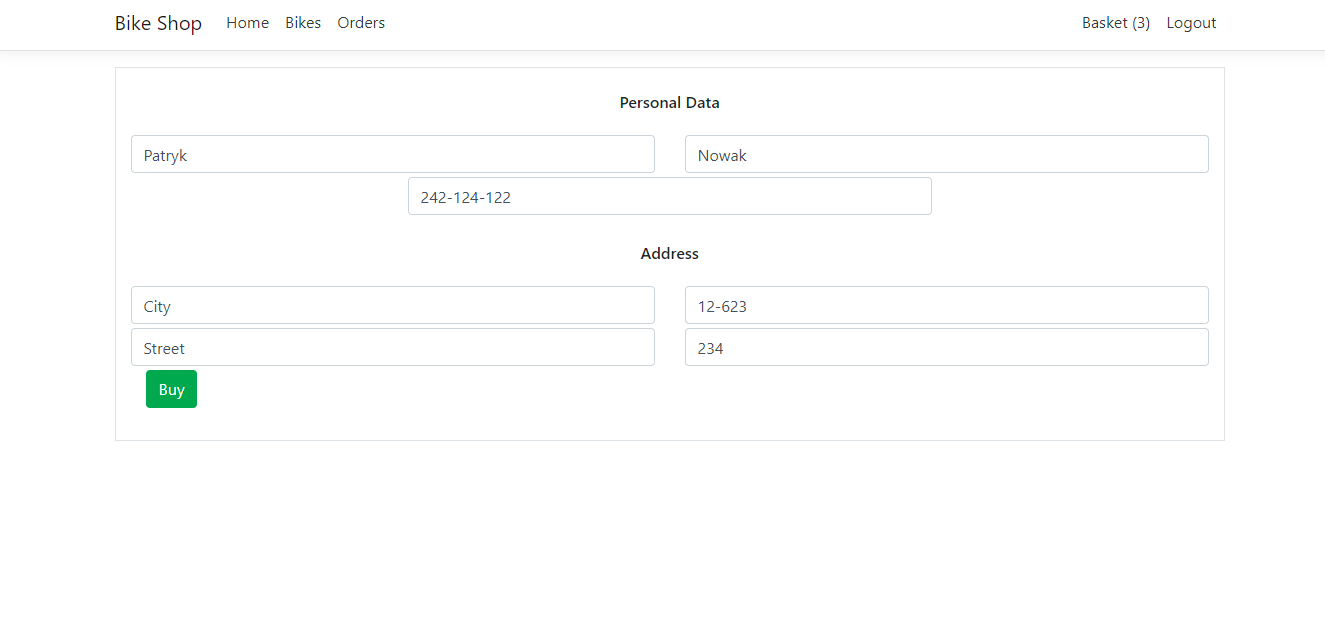 Bike Shop Home Bikes Orders Basket (3) Logout
Personal Data
Patryk Nowak
242-124-122
Address
City 12-623
Street 234
Buy